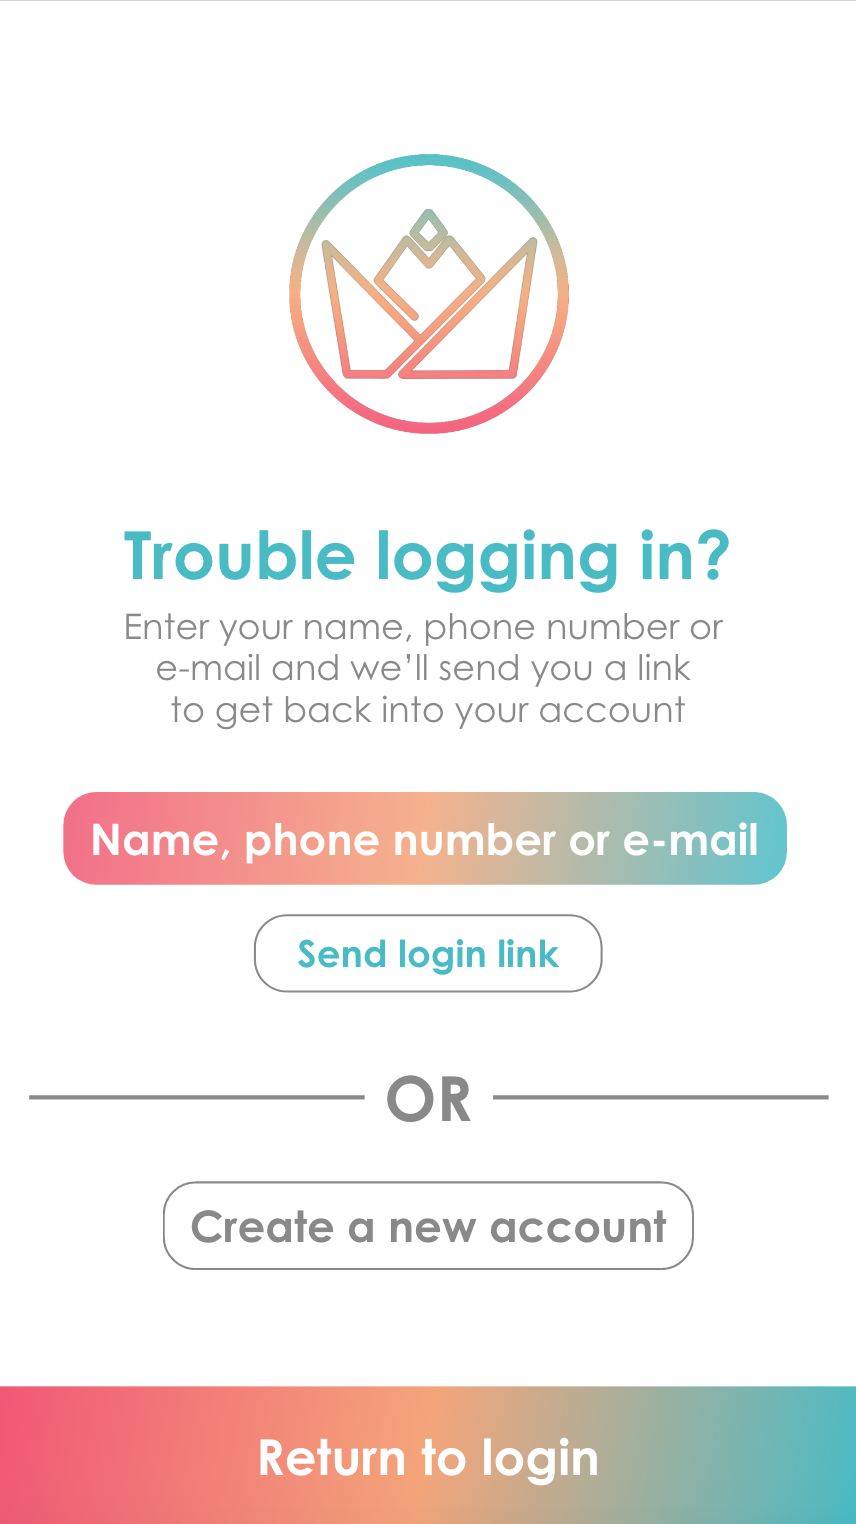 Trouble logging in?
Enter your name, phone number or
e-mail and we’ll send you a link
to get back into your account
Name, phone number or e-mail
Send login link
OR
Create a new account
Return to login